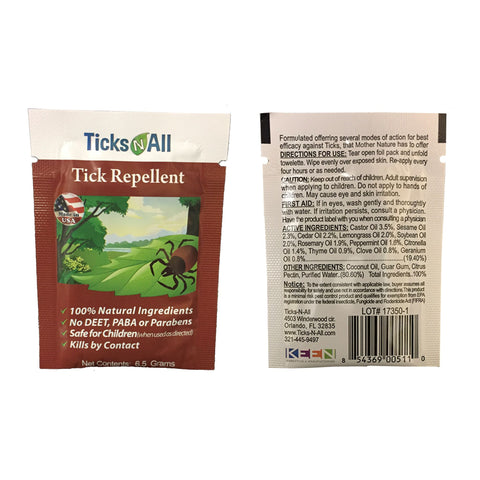 Ticks N All
Tick Repellent
USA
✓ 100% Natural Ingredients
✓ No DEET, PABA or Parabens
✓ Safe for Children (when used as directed)
✓ Kills by Contact
Net Contents: 6.5 Grams
Formulated offerring several modes of action for best
efficacy against Ticks, that Mother Nature has to offer
DIRECTIONS FOR USE: Tear open foil pack and unfold
towelette. Wipe evenly over exposed skin. Re-apply every
four hours or as needed.
CAUTION: Keep out of reach of children. Adult supervision
when applying to children. Do not apply to hands of
children. May cause eye and skin irritation.
FIRST AID: If in eyes, wash gently and thoroughly
with water. If irritation persists, consult a physician.
Have the product label with you when consulting a physician
ACTIVE INGREDIENTS: Castor Oil 3.5%, Sesame Oil
2.3%, Cedar Oil 2.2%, Lemongrass Oil 2.0%, Soybean Oil
2.0%, Rosemary Oil 1.9%, Peppermint Oil 1.8%, Citronella
Oil 1.4%, Thyme Oil 0.9%, Clove Oil 0.6%, Geranium
Oil 0.8%...(19.40%)
OTHER INGREDIENTS: Coconut Oil, Guar Gum, Citrus
Pectin, Purified Water. (80.60%) Total Ingredients.100%
Notice: To the extent consistent with applicable law, buyer assumes all
responsibility for safety and use not in accordance with directions. This product
is a minimal risk pest control product and qualifies for exemption from EPA
registration under the federal Insecticide, Fungicide and Rodenticide Act (FIFRA)
Ticks-N-All
4503 Winderwood cir.
Orlando, FL 32835
www.Ticks-N-All.com
321-445-9497
LOT# 17350-1
KEEN
8 54369 00511 0